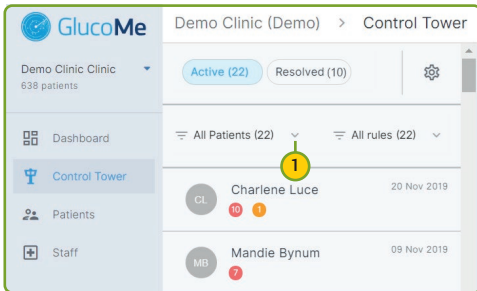 GlucoMe
Demo Clinic Clinic
638 patients
Dashboard
Control Tower
Patients
Staff
Demo Clinic (Demo) > Control Tower
Active (22) Resolved (10)
All Patients (22) All rules (22)
1
CL Charlene Luce 20 Nov 2019
10 1
MB Mandie Bynum 09 Nov 2019
7